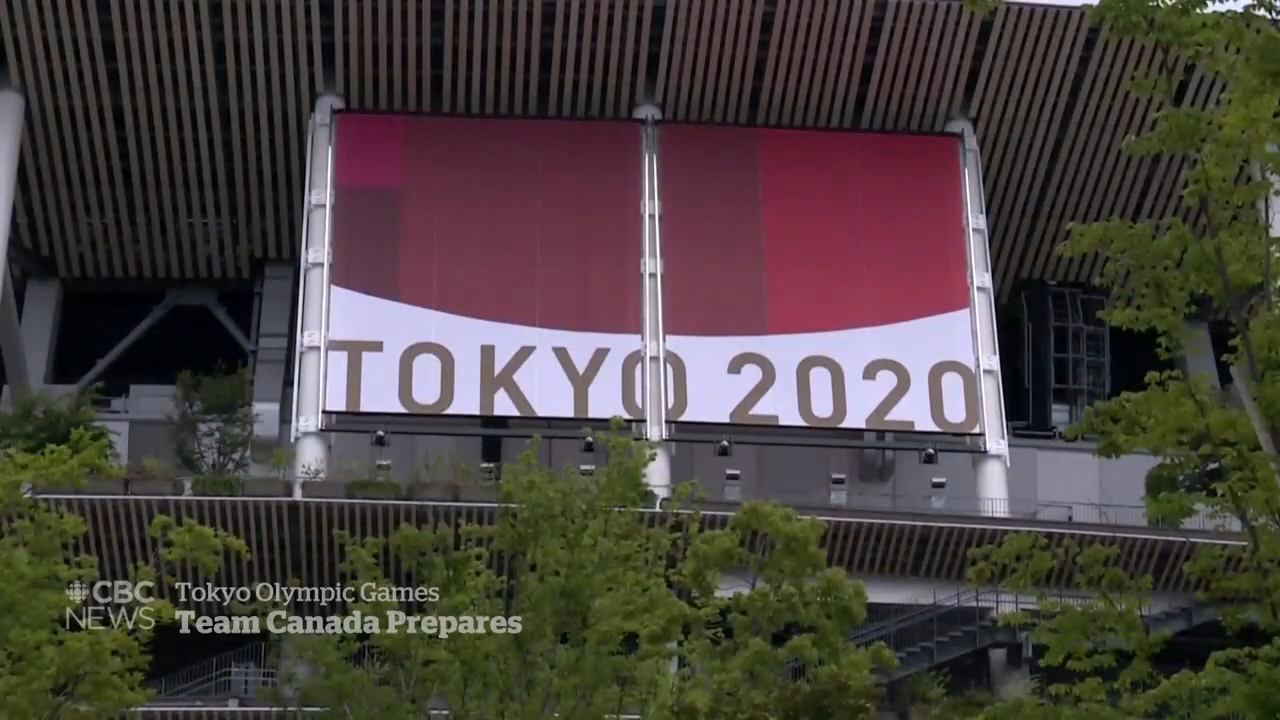 TOKYO 2020
CBC
NEWS
Tokyo Olympic Games
Team Canada Prepares